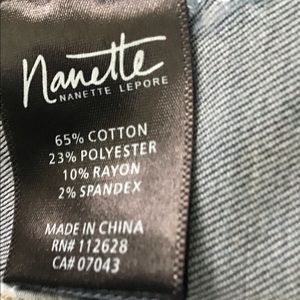 Nanette
NANETTE LEPORE
65% COTTON
23% POLYESTER
10% RAYON
2% SPANDEX
MADE IN CHINA
RN# 112628
CA# 07043